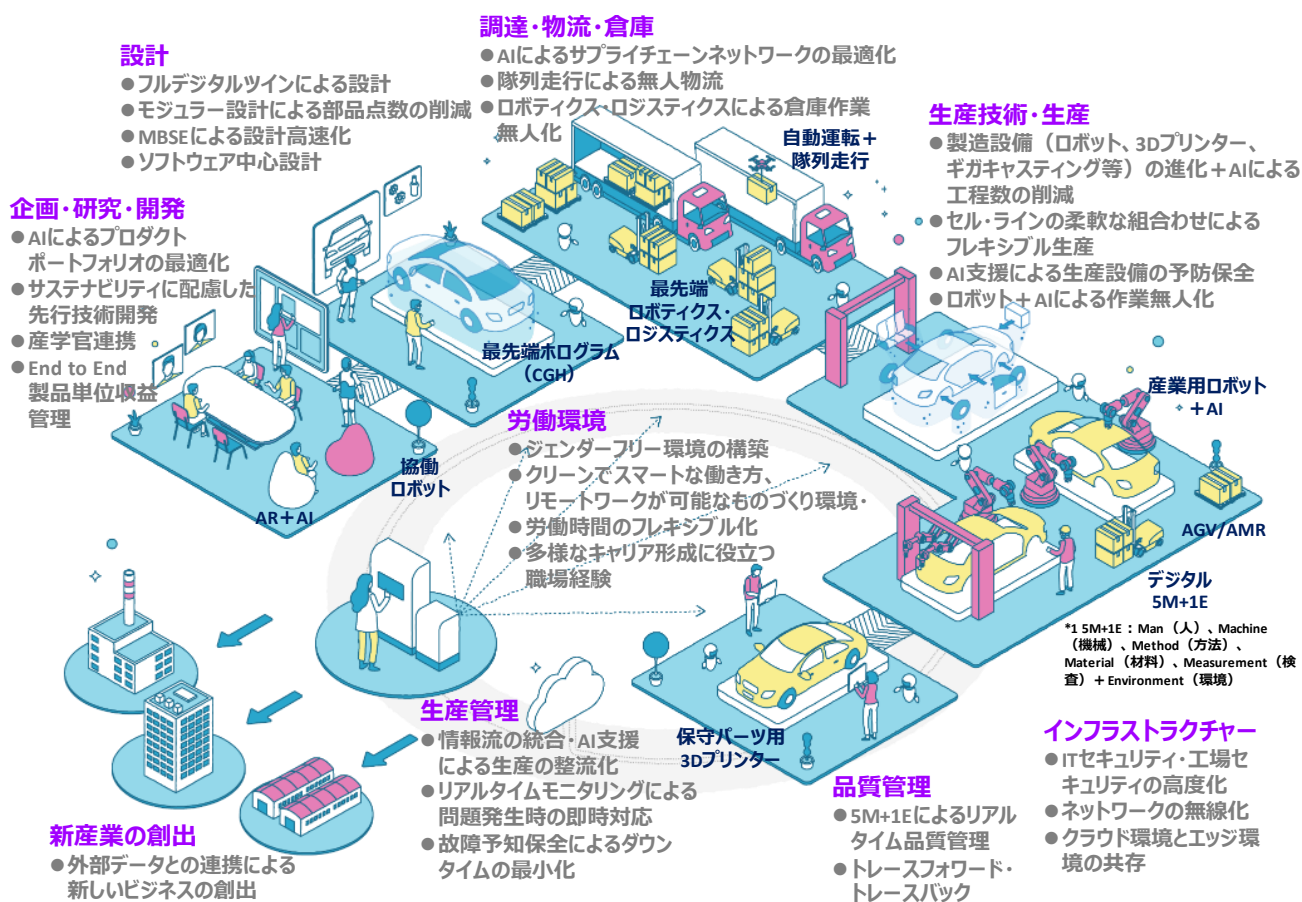 設計
●フルデジタルツインによる設計
●モジュラー設計による部品点数の削減
●MBSEによる設計高速化
●ソフトウェア中心設計
調達・物流・倉庫
●AIによるサプライチェーンネットワークの最適化
●隊列走行による無人物流
●ロボティクス・ロジスティクスによる倉庫作業
無人化
自動運転＋
隊列走行
最先端
ロボティクス・
ロジスティクス
生産技術・生産
●製造設備（ロボット、3Dプリンター、
ギガキャスティング等）の進化＋AIによる
工程数の削減
●セル・ラインの柔軟な組合わせによる
フレキシブル生産
●AI支援による生産設備の予防保全
●ロボット＋AIによる作業無人化
企画・研究・開発
●AIによるプロダクト
ポートフォリオの最適化
●サステナビリティに配慮した
先行技術開発
●産学官連携
●End to End
製品単位収益
管理
最先端ホログラム
（CGH）
協働
ロボット
AR＋AI
産業用ロボット
＋AI
AGV/AMR
デジタル
5M+1E
*1 5M+1E：Man（人）、Machine
（機械）、Method（方法）、
Material（材料）、Measurement（検
査）＋Environment（環境）
労働環境
●ジェンダーフリー環境の構築
●クリーンでスマートな働き方、
リモートワークが可能なものづくり環境・
●労働時間のフレキシブル化
●多様なキャリア形成に役立つ
職場経験
生産管理
●情報流の統合・AI支援
による生産の整流化
●リアルタイムモニタリングによる
問題発生時の即時対応
●故障予知保全によるダウン
タイムの最小化
保守パーツ用
3Dプリンター
品質管理
●5M+1Eによるリアル
タイム品質管理
●トレースフォワード・
トレースバック
インフラストラクチャー
●ITセキュリティ・工場セ
キュリティの高度化
●ネットワークの無線化
●クラウド環境とエッジ環
境の共存
新産業の創出
●外部データとの連携による
新しいビジネスの創出